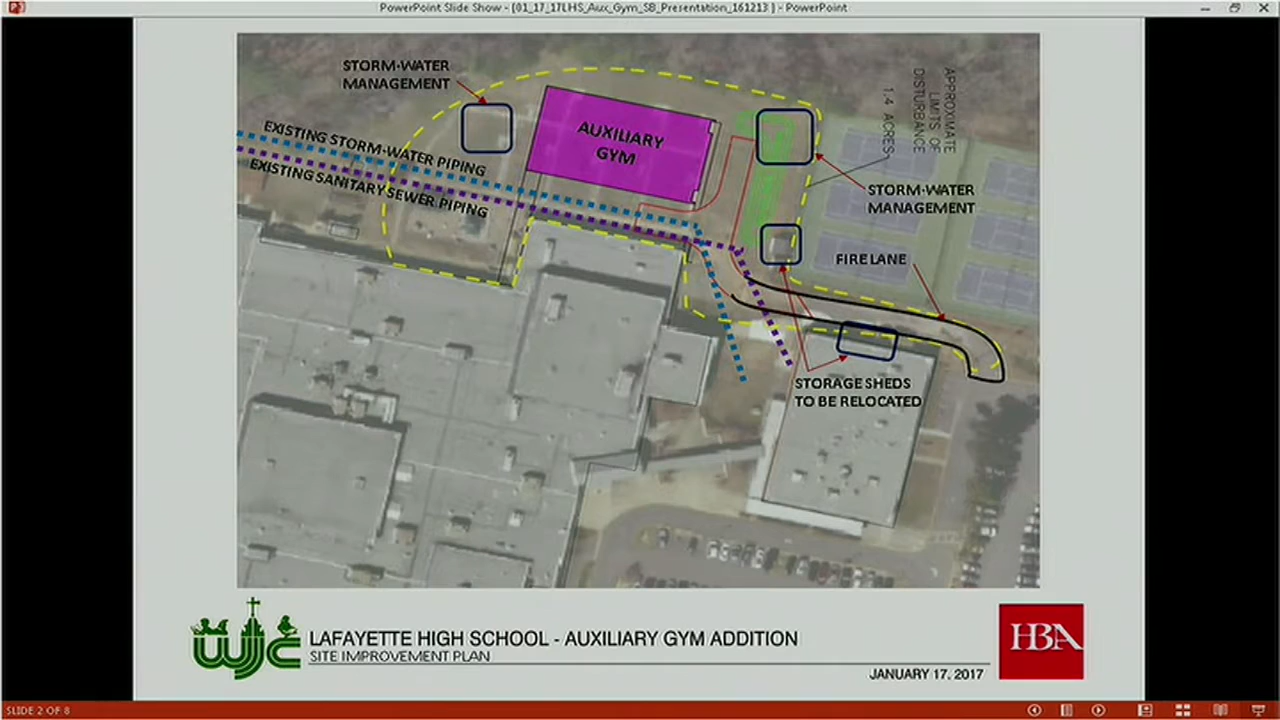 PowerPoint Slide Show - [01_17_17LHS_Aux_Gym_SB_Presentation_161213 ] - PowerPoint
STORM-WATER
MANAGEMENT
APPROXIMATE
LIMITS OF
DISTURBANCE
1.4 ACRES
AUXILIARY
GYM
EXISTING STORM-WATER PIPING
EXISTING SANITARY SEWER PIPING
STORM-WATER
MANAGEMENT
FIRE LANE
STORAGE SHEDS
TO BE RELOCATED
WJC
LAFAYETTE HIGH SCHOOL - AUXILIARY GYM ADDITION
SITE IMPROVEMENT PLAN
HBA
JANUARY 17, 2017
SLIDE 2 OF 8